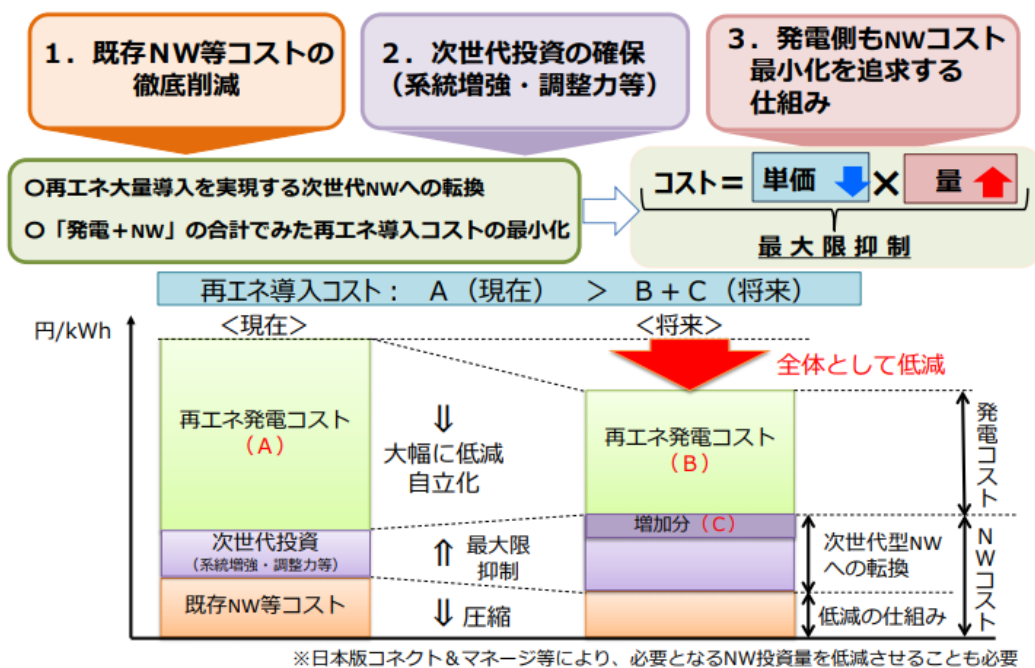 1．既存NW等コストの
徹底削減
2．次世代投資の確保
（系統増強・調整力等）
3．発電側もNWコスト
最小化を追求する
仕組み
〇再エネ大量導入を実現する次世代NWへの転換
〇「発電＋NW」の合計でみた再エネ導入コストの最小化
コスト＝ 単価 × 量
最大限抑制
再エネ導入コスト： A （現在） ＞ B＋C（将来）
円/kWh
＜現在＞
＜将来＞
全体として低減
再エネ発電コスト
（A）
⇓
大幅に低減
自立化
再エネ発電コスト
（B）
発電コスト
次世代投資
（系統増強・調整力等）
⇑ 最大限
抑制
増加分（C）
次世代型NW
への転換
NWコスト
既存NW等コスト
⇓ 圧縮
低減の仕組み
※日本版コネクト＆マネージ等により、必要となるNW投資量を低減させることも必要